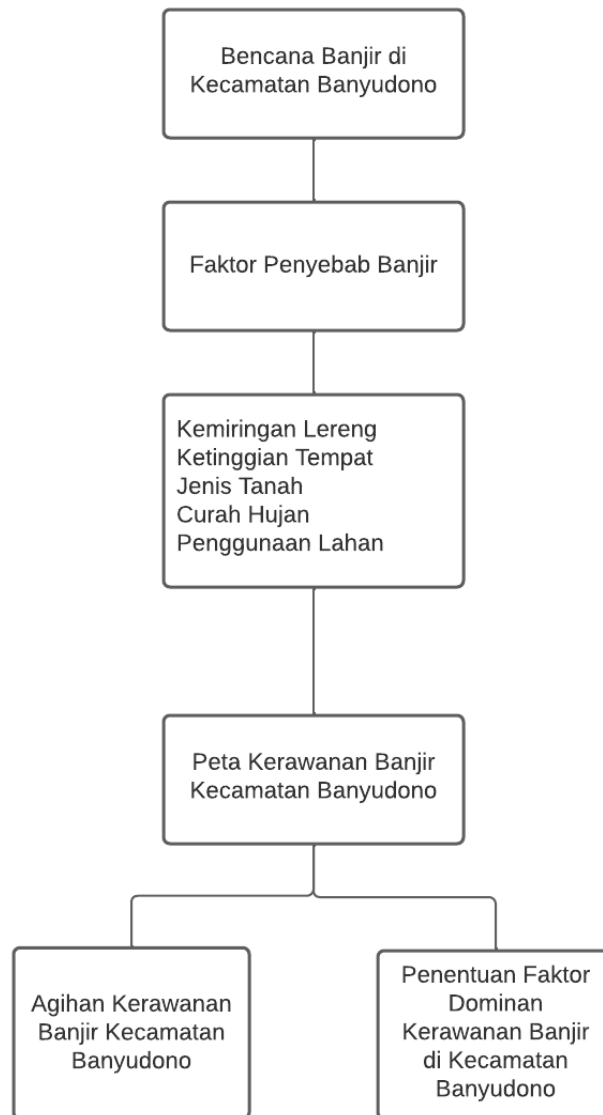 Bencana Banjir di
Kecamatan Banyudono
Faktor Penyebab Banjir
Kemiringan Lereng
Ketinggian Tempat
Jenis Tanah
Curah Hujan
Penggunaan Lahan
Peta Kerawanan Banjir
Kecamatan Banyudono
Agihan Kerawanan
Banjir Kecamatan
Banyudono
Penentuan Faktor
Dominan
Kerawanan Banjir
di Kecamatan
Banyudono